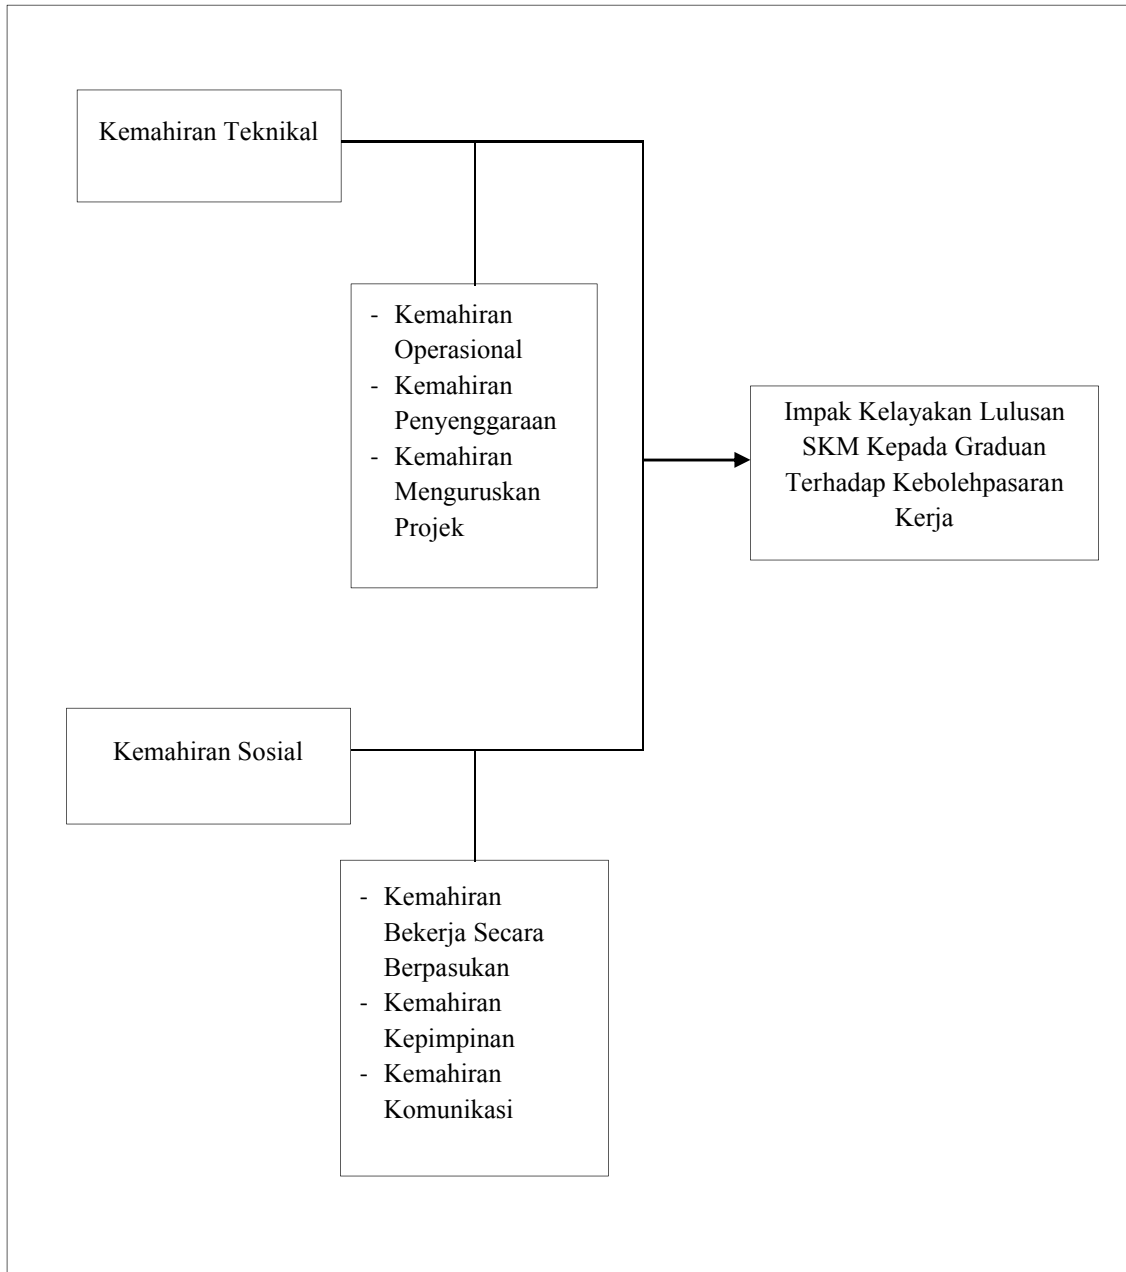 Kemahiran Teknikal
- Kemahiran
Operasional
- Kemahiran
Penyenggaraan
- Kemahiran
Menguruskan
Projek
Impak Kelayakan Lulusan
SKM Kepada Graduan
Terhadap Kebolehpasaran
Kerja
Kemahiran Sosial
- Kemahiran
Bekerja Secara
Berpasukan
- Kemahiran
Kepimpinan
- Kemahiran
Komunikasi